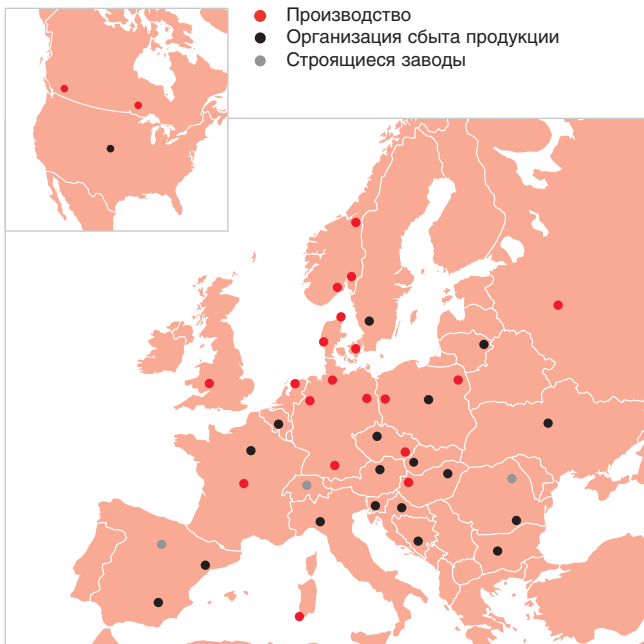 Производство
Организация сбыта продукции
Строящиеся заводы